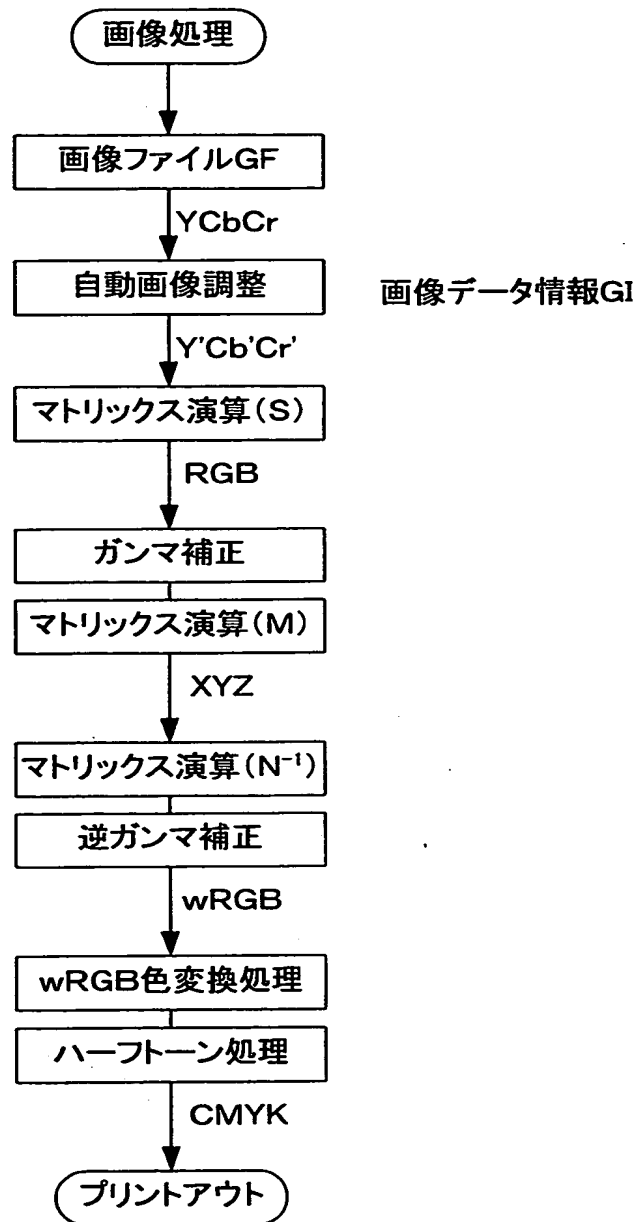 画像処理
画像ファイルGF
YCbCr
自動画像調整
画像データ情報GI
Y'Cb'Cr'
マトリックス演算(S)
RGB
ガンマ補正
マトリックス演算(M)
XYZ
マトリックス演算(N⁻¹)
逆ガンマ補正
wRGB
wRGB色変換処理
ハーフトーン処理
CMYK
プリントアウト